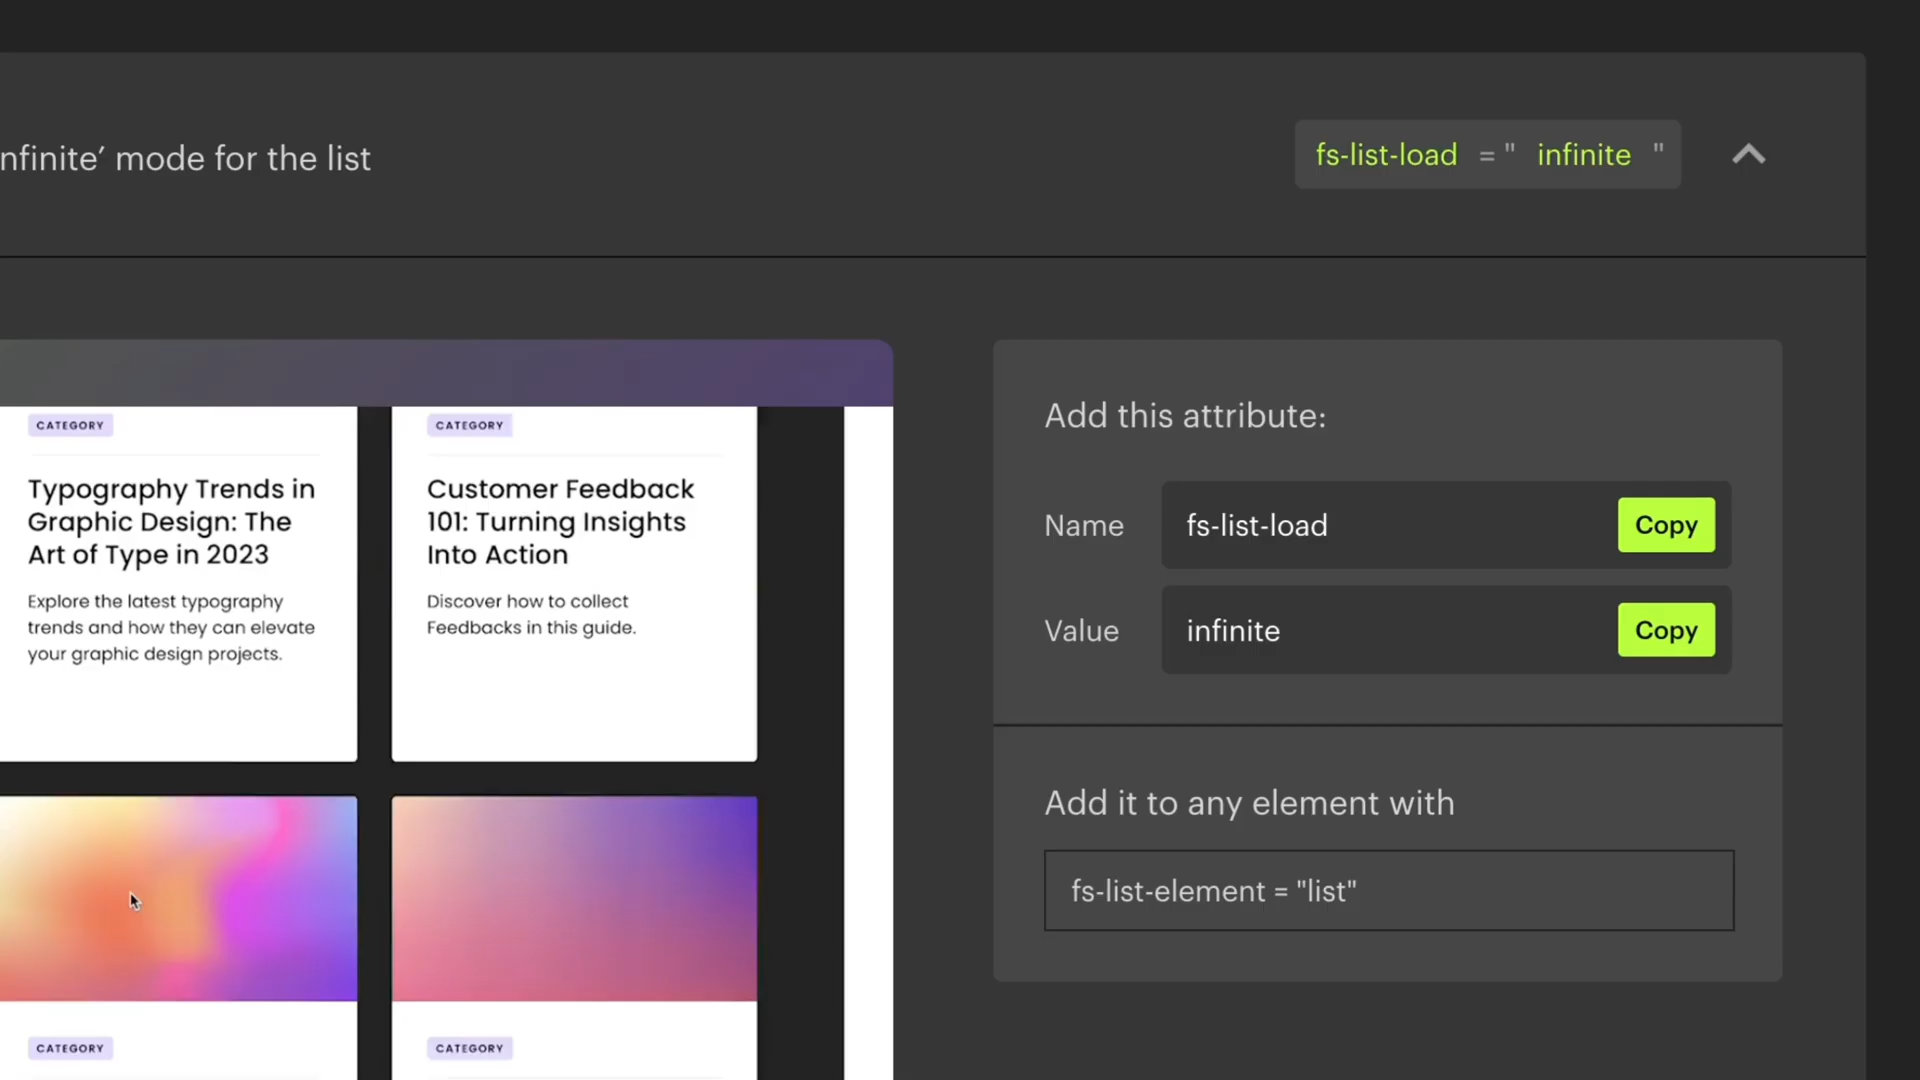 nfinite’ mode for the list
fs-list-load = " infinite "
CATEGORY
Typography Trends in
Graphic Design: The
Art of Type in 2023
Explore the latest typography
trends and how they can elevate
your graphic design projects.
CATEGORY
Customer Feedback
101: Turning Insights
Into Action
Discover how to collect
Feedbacks in this guide.
CATEGORY
CATEGORY
Add this attribute:
Name fs-list-load Copy
Value infinite Copy
Add it to any element with
fs-list-element = "list"